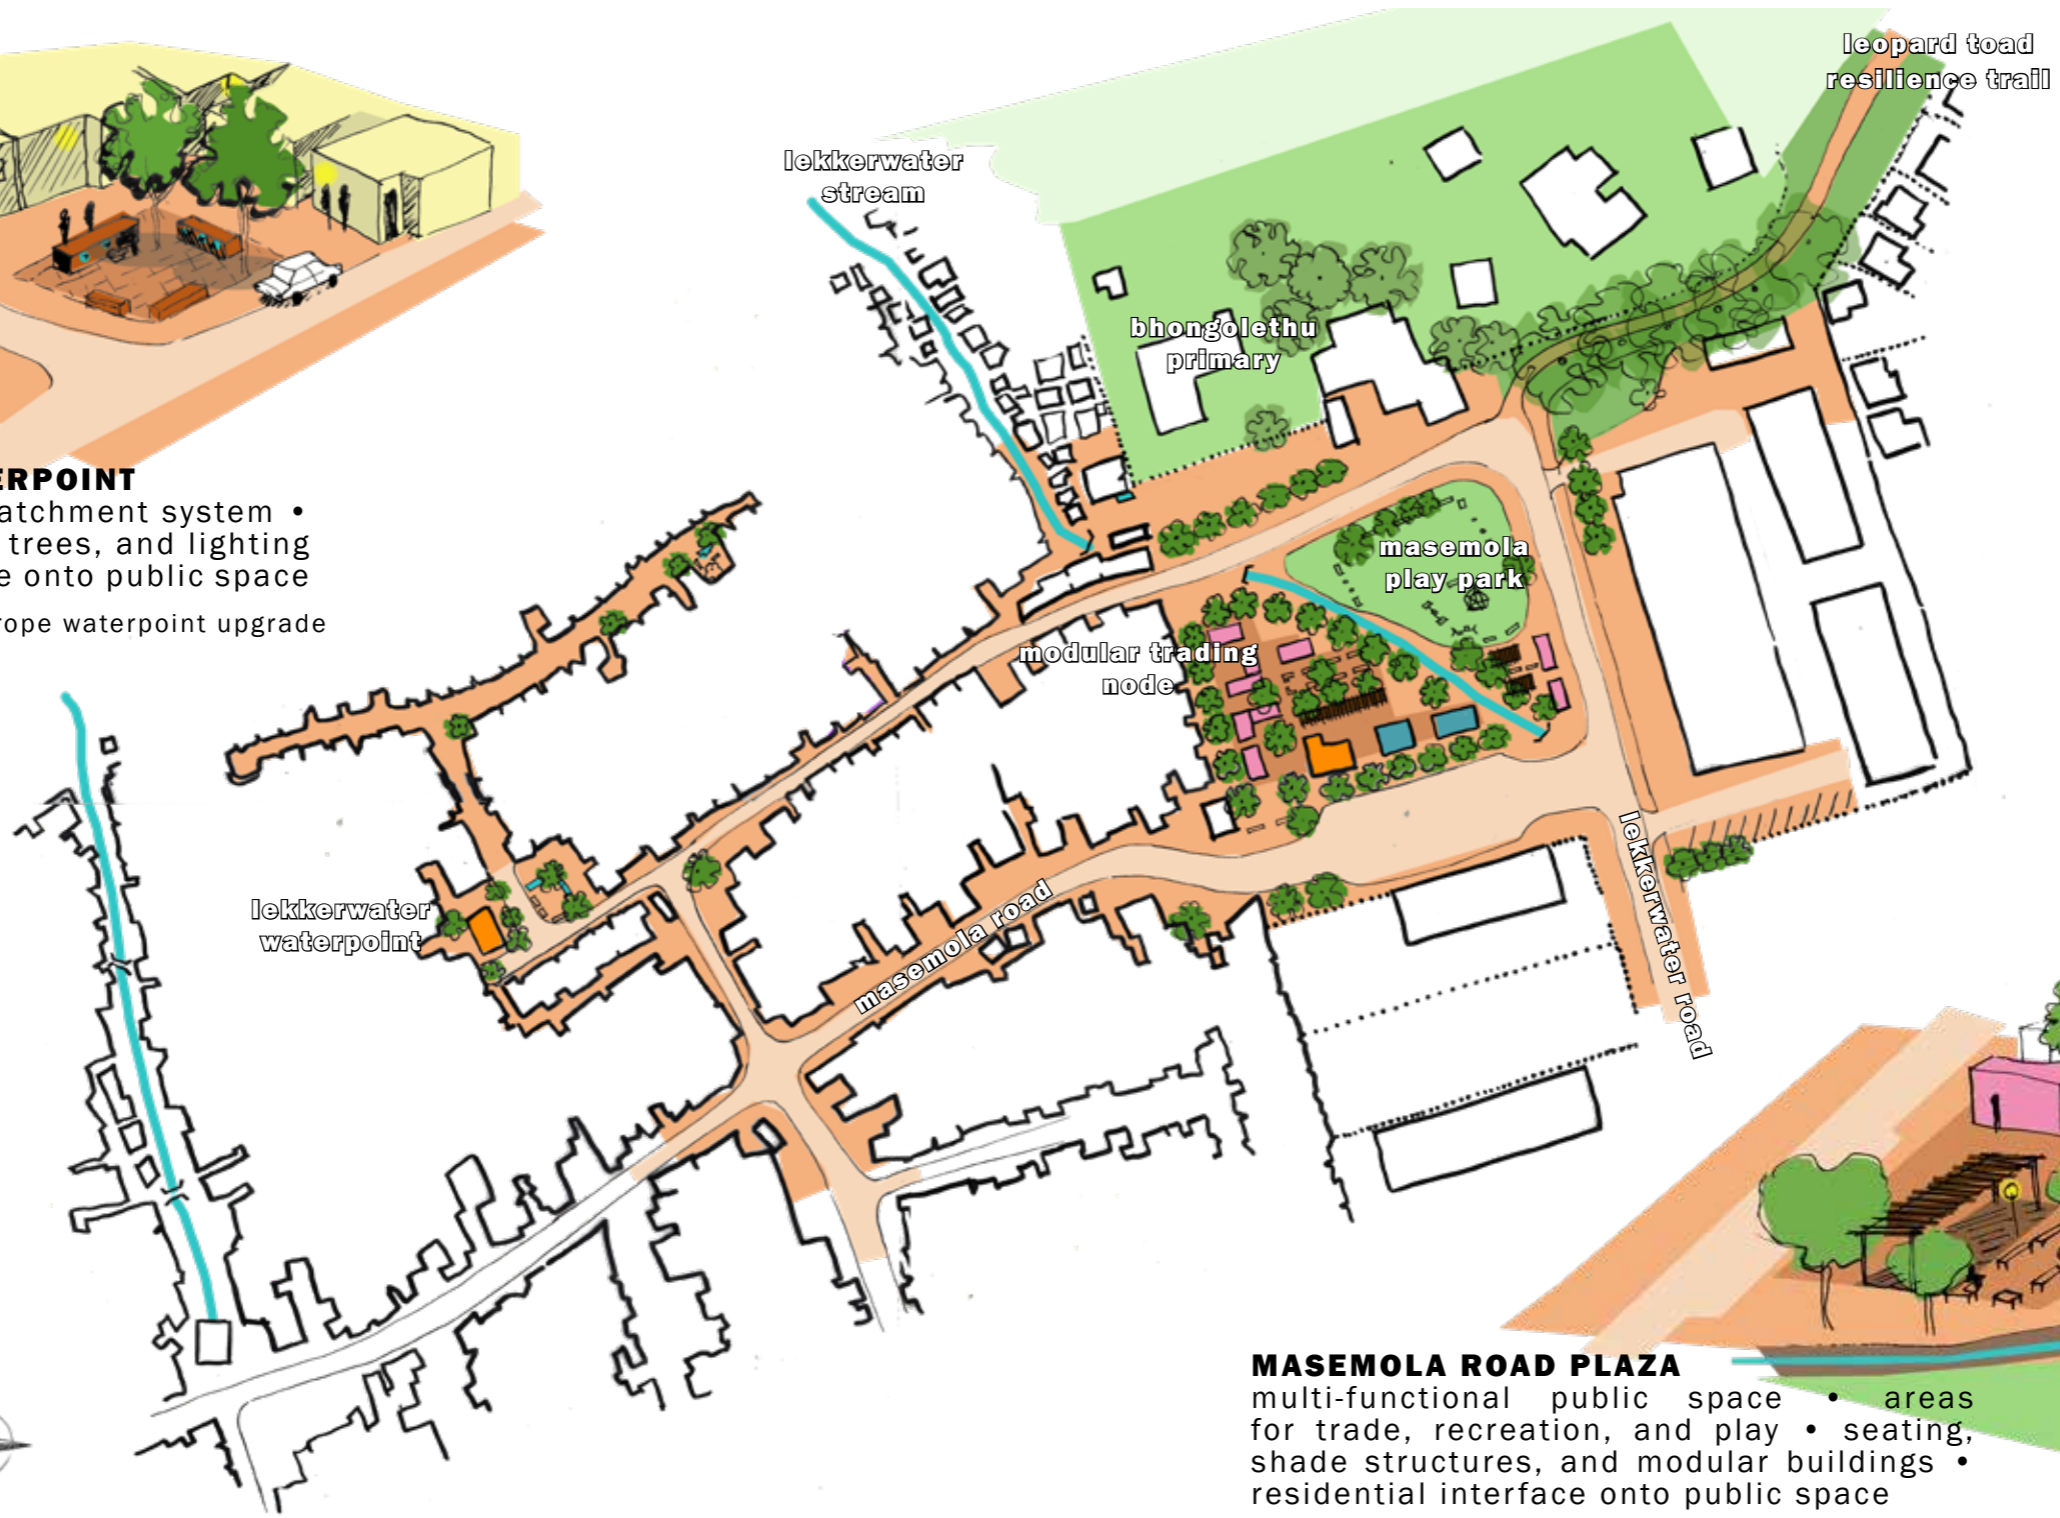 leopard toad
resilience trail
lekkerwater
stream
bhongolethu
primary
ERPOINT
atchment system •
trees, and lighting
e onto public space
rope waterpoint upgrade
masemola
play park
modular trading
node
lekkerwater
waterpoint
masemola road
lekkerwater road
MASEMOLA ROAD PLAZA
multi-functional public space • areas
for trade, recreation, and play • seating,
shade structures, and modular buildings •
residential interface onto public space